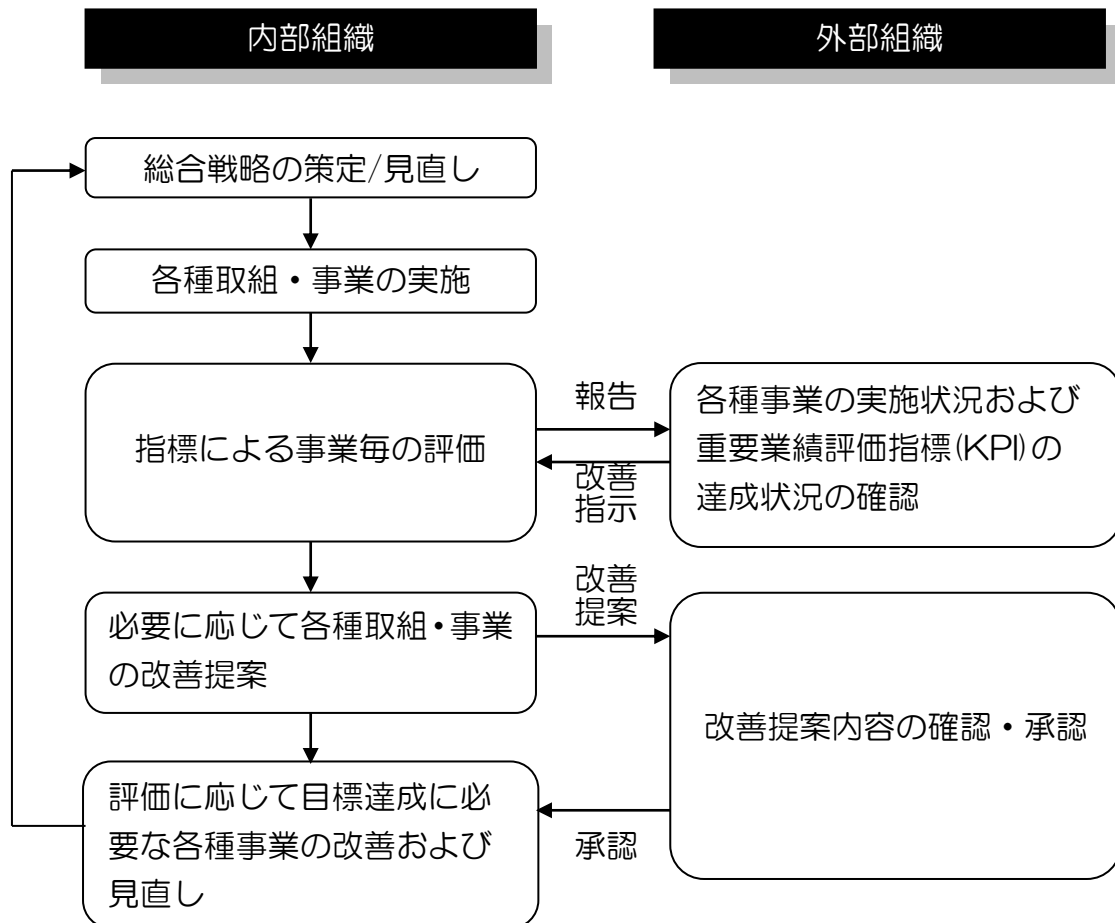 内部組織
外部組織
総合戦略の策定/見直し
各種取組・事業の実施
指標による事業毎の評価
報告
改善
指示
各種事業の実施状況および
重要業績評価指標(KPI)の
達成状況の確認
必要に応じて各種取組・事業
の改善提案
改善
提案
改善提案内容の確認・承認
評価に応じて目標達成に必
要な各種事業の改善および
見直し
承認